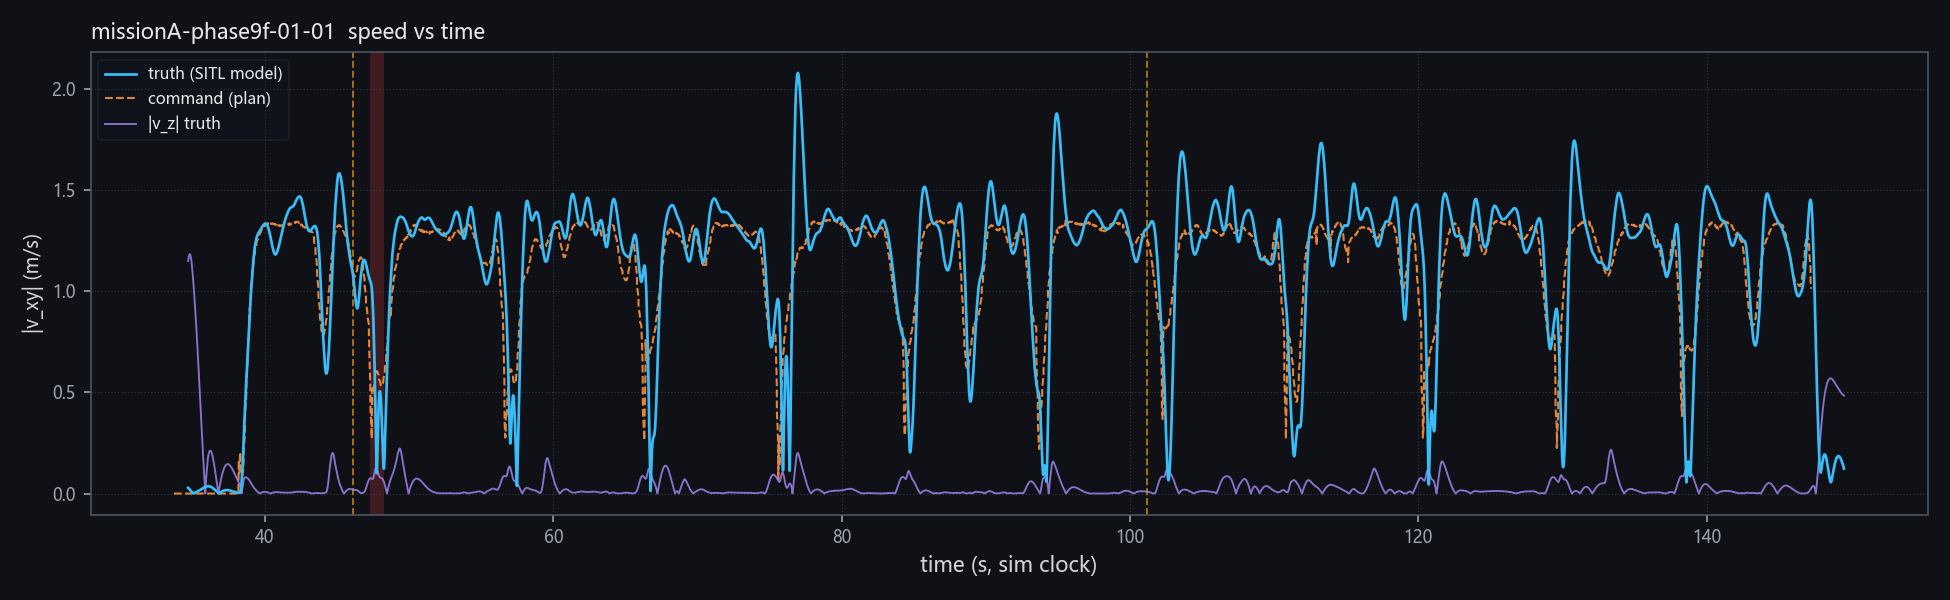 missionA-phase9f-01-01  speed vs time
truth (SITL model)
command (plan)
|v_z| truth
|v_xy| (m/s)
2.0
1.5
1.0
0.5
0.0
40
60
80
100
120
140
time (s, sim clock)